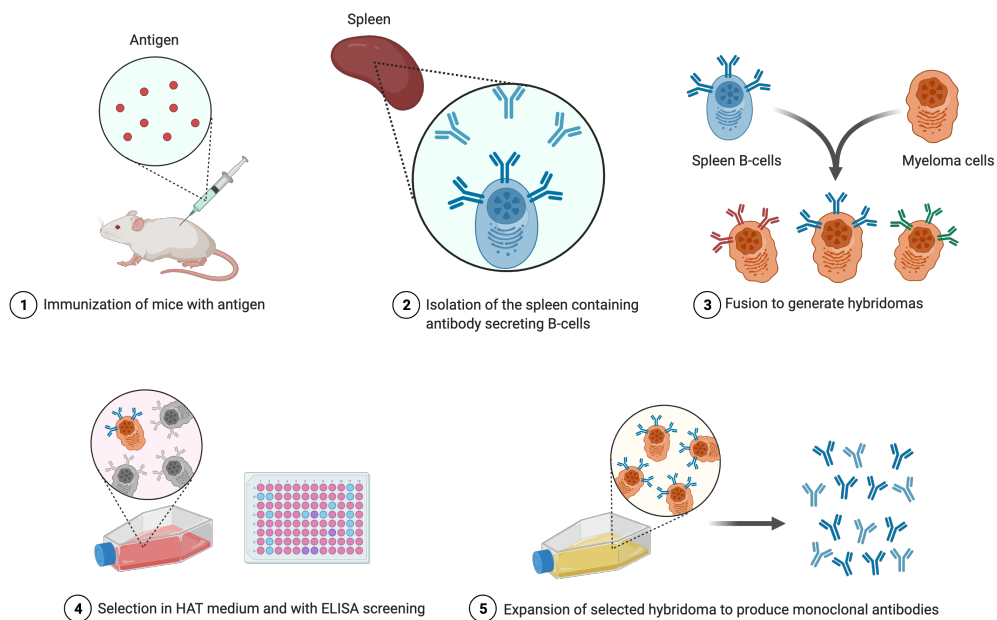 Antigen
Spleen
Spleen B-cells
Myeloma cells
1 Immunization of mice with antigen
2 Isolation of the spleen containing
antibody secreting B-cells
3 Fusion to generate hybridomas
4 Selection in HAT medium and with ELISA screening
5 Expansion of selected hybridoma to produce monoclonal antibodies